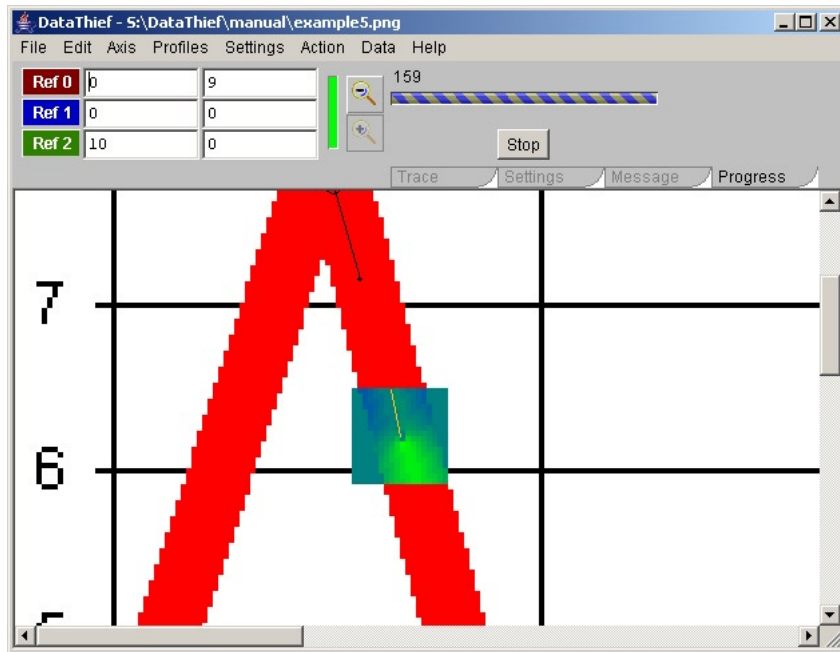 DataThief - S:\DataThief\manual\example5.png
File Edit Axis Profiles Settings Action Data Help
Ref 0 0 9
159
Ref 1 0 0
Ref 2 10 0
Stop
Trace Settings Message Progress
7
6